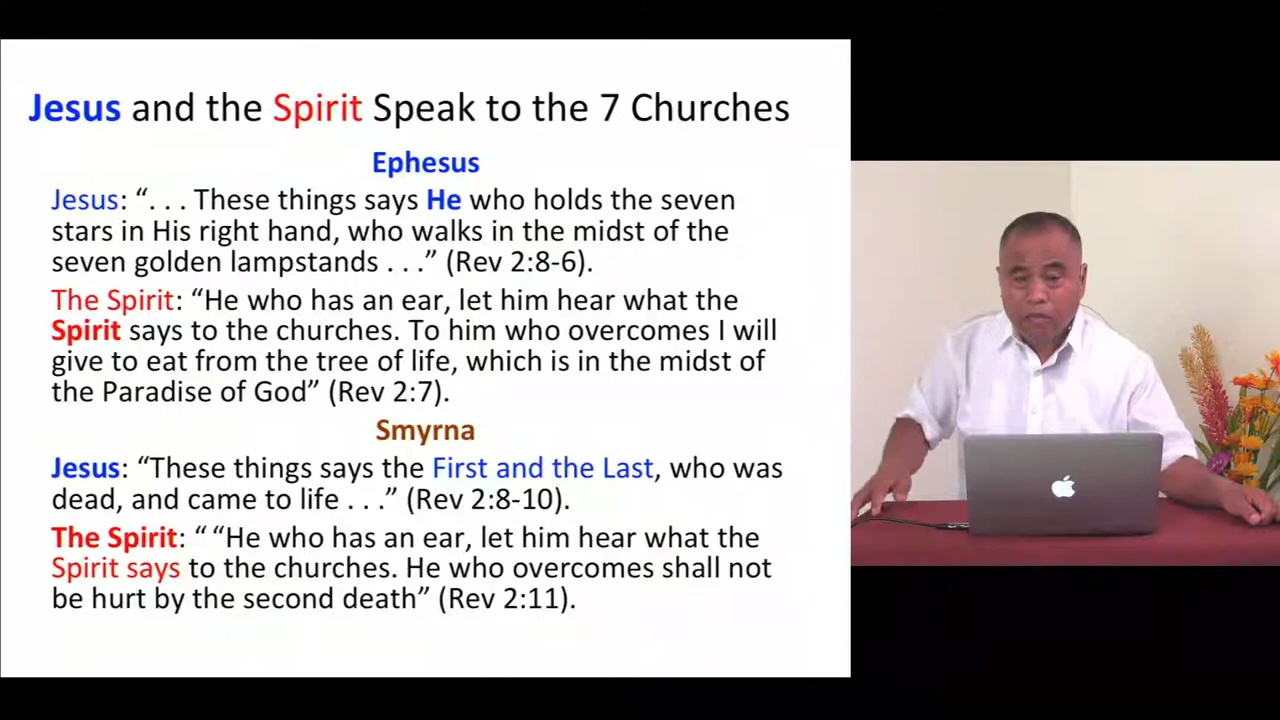 Jesus and the Spirit Speak to the 7 Churches
Ephesus
Jesus: “. . . These things says He who holds the seven
stars in His right hand, who walks in the midst of the
seven golden lampstands . . .” (Rev 2:8-6).
The Spirit: “He who has an ear, let him hear what the
Spirit says to the churches. To him who overcomes I will
give to eat from the tree of life, which is in the midst of
the Paradise of God” (Rev 2:7).
Smyrna
Jesus: “These things says the First and the Last, who was
dead, and came to life . . .” (Rev 2:8-10).
The Spirit: “ “He who has an ear, let him hear what the
Spirit says to the churches. He who overcomes shall not
be hurt by the second death” (Rev 2:11).